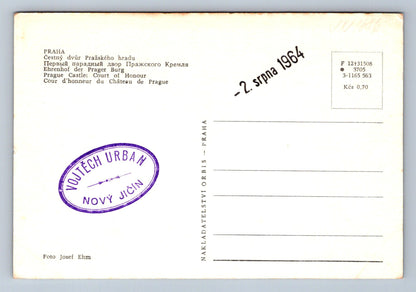 PRAHA
Čestný dvůr Pražského hradu
Первый парадный двор Пражского Кремля
Ehrenhof der Prager Burg
Prague Castle: Court of Honour
Cour d'honneur du Château de Prague
- 2. srpna 1964
F 12+31508
5705
3-1165 563
Kčs 0,70
VOJTĚCH URBAN
NOVÝ JIČÍN
NAKLADATELSTVÍ ORBIS - PRAHA
Foto Josef Ehm